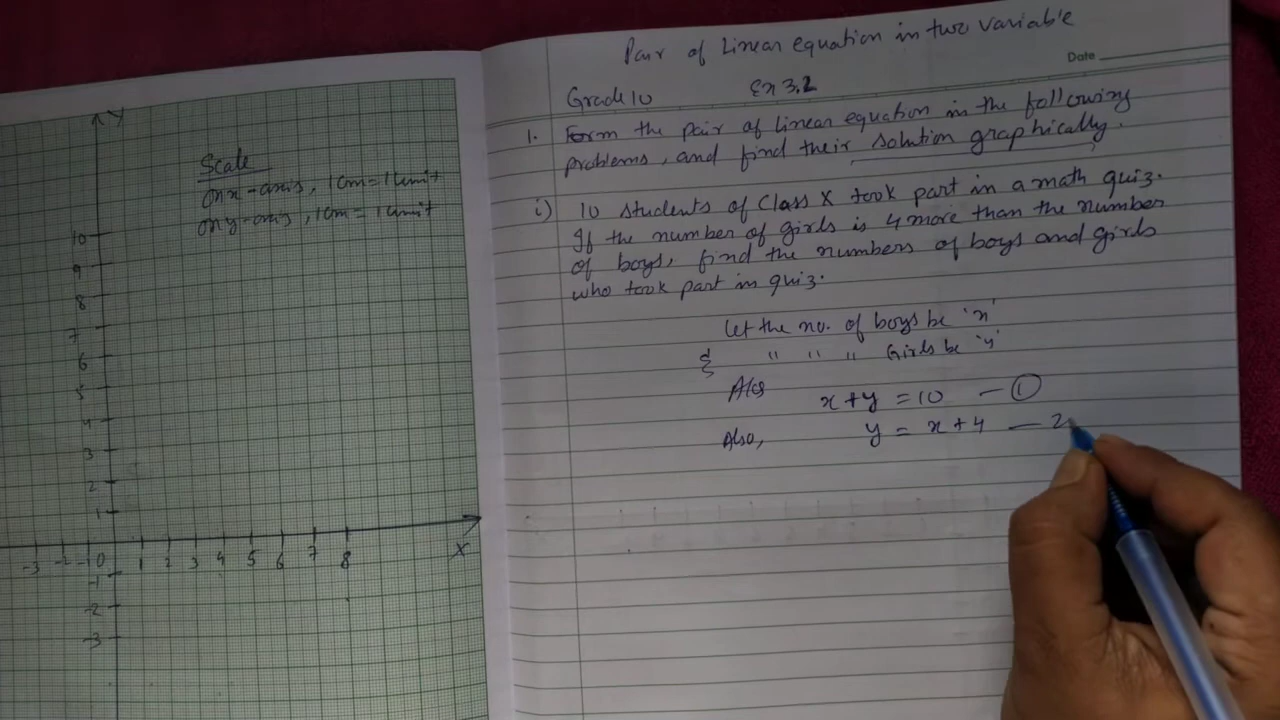 Y
Scale
on x-axis, 1cm=1unit
on y-axis, 1cm=1unit
10
9
8
7
6
5
4
3
2
1
-3 -2 -1 0 1 2 3 4 5 6 7 8
X
-1
-2
-3
Pair of Linear equation in two variable
Date
Grade 10 Ex 3.2
1. Form the pair of linear equation in the following
problems, and find their solution graphically.
i) 10 students of Class X took part in a math quiz.
If the number of girls is 4 more than the number
of boys, find the numbers of boys and girls
who took part in quiz.
Let the no. of boys be 'x'
& " " " Girls be 'y'
x+y = 10 — ①
Also, y = x+4 — 2